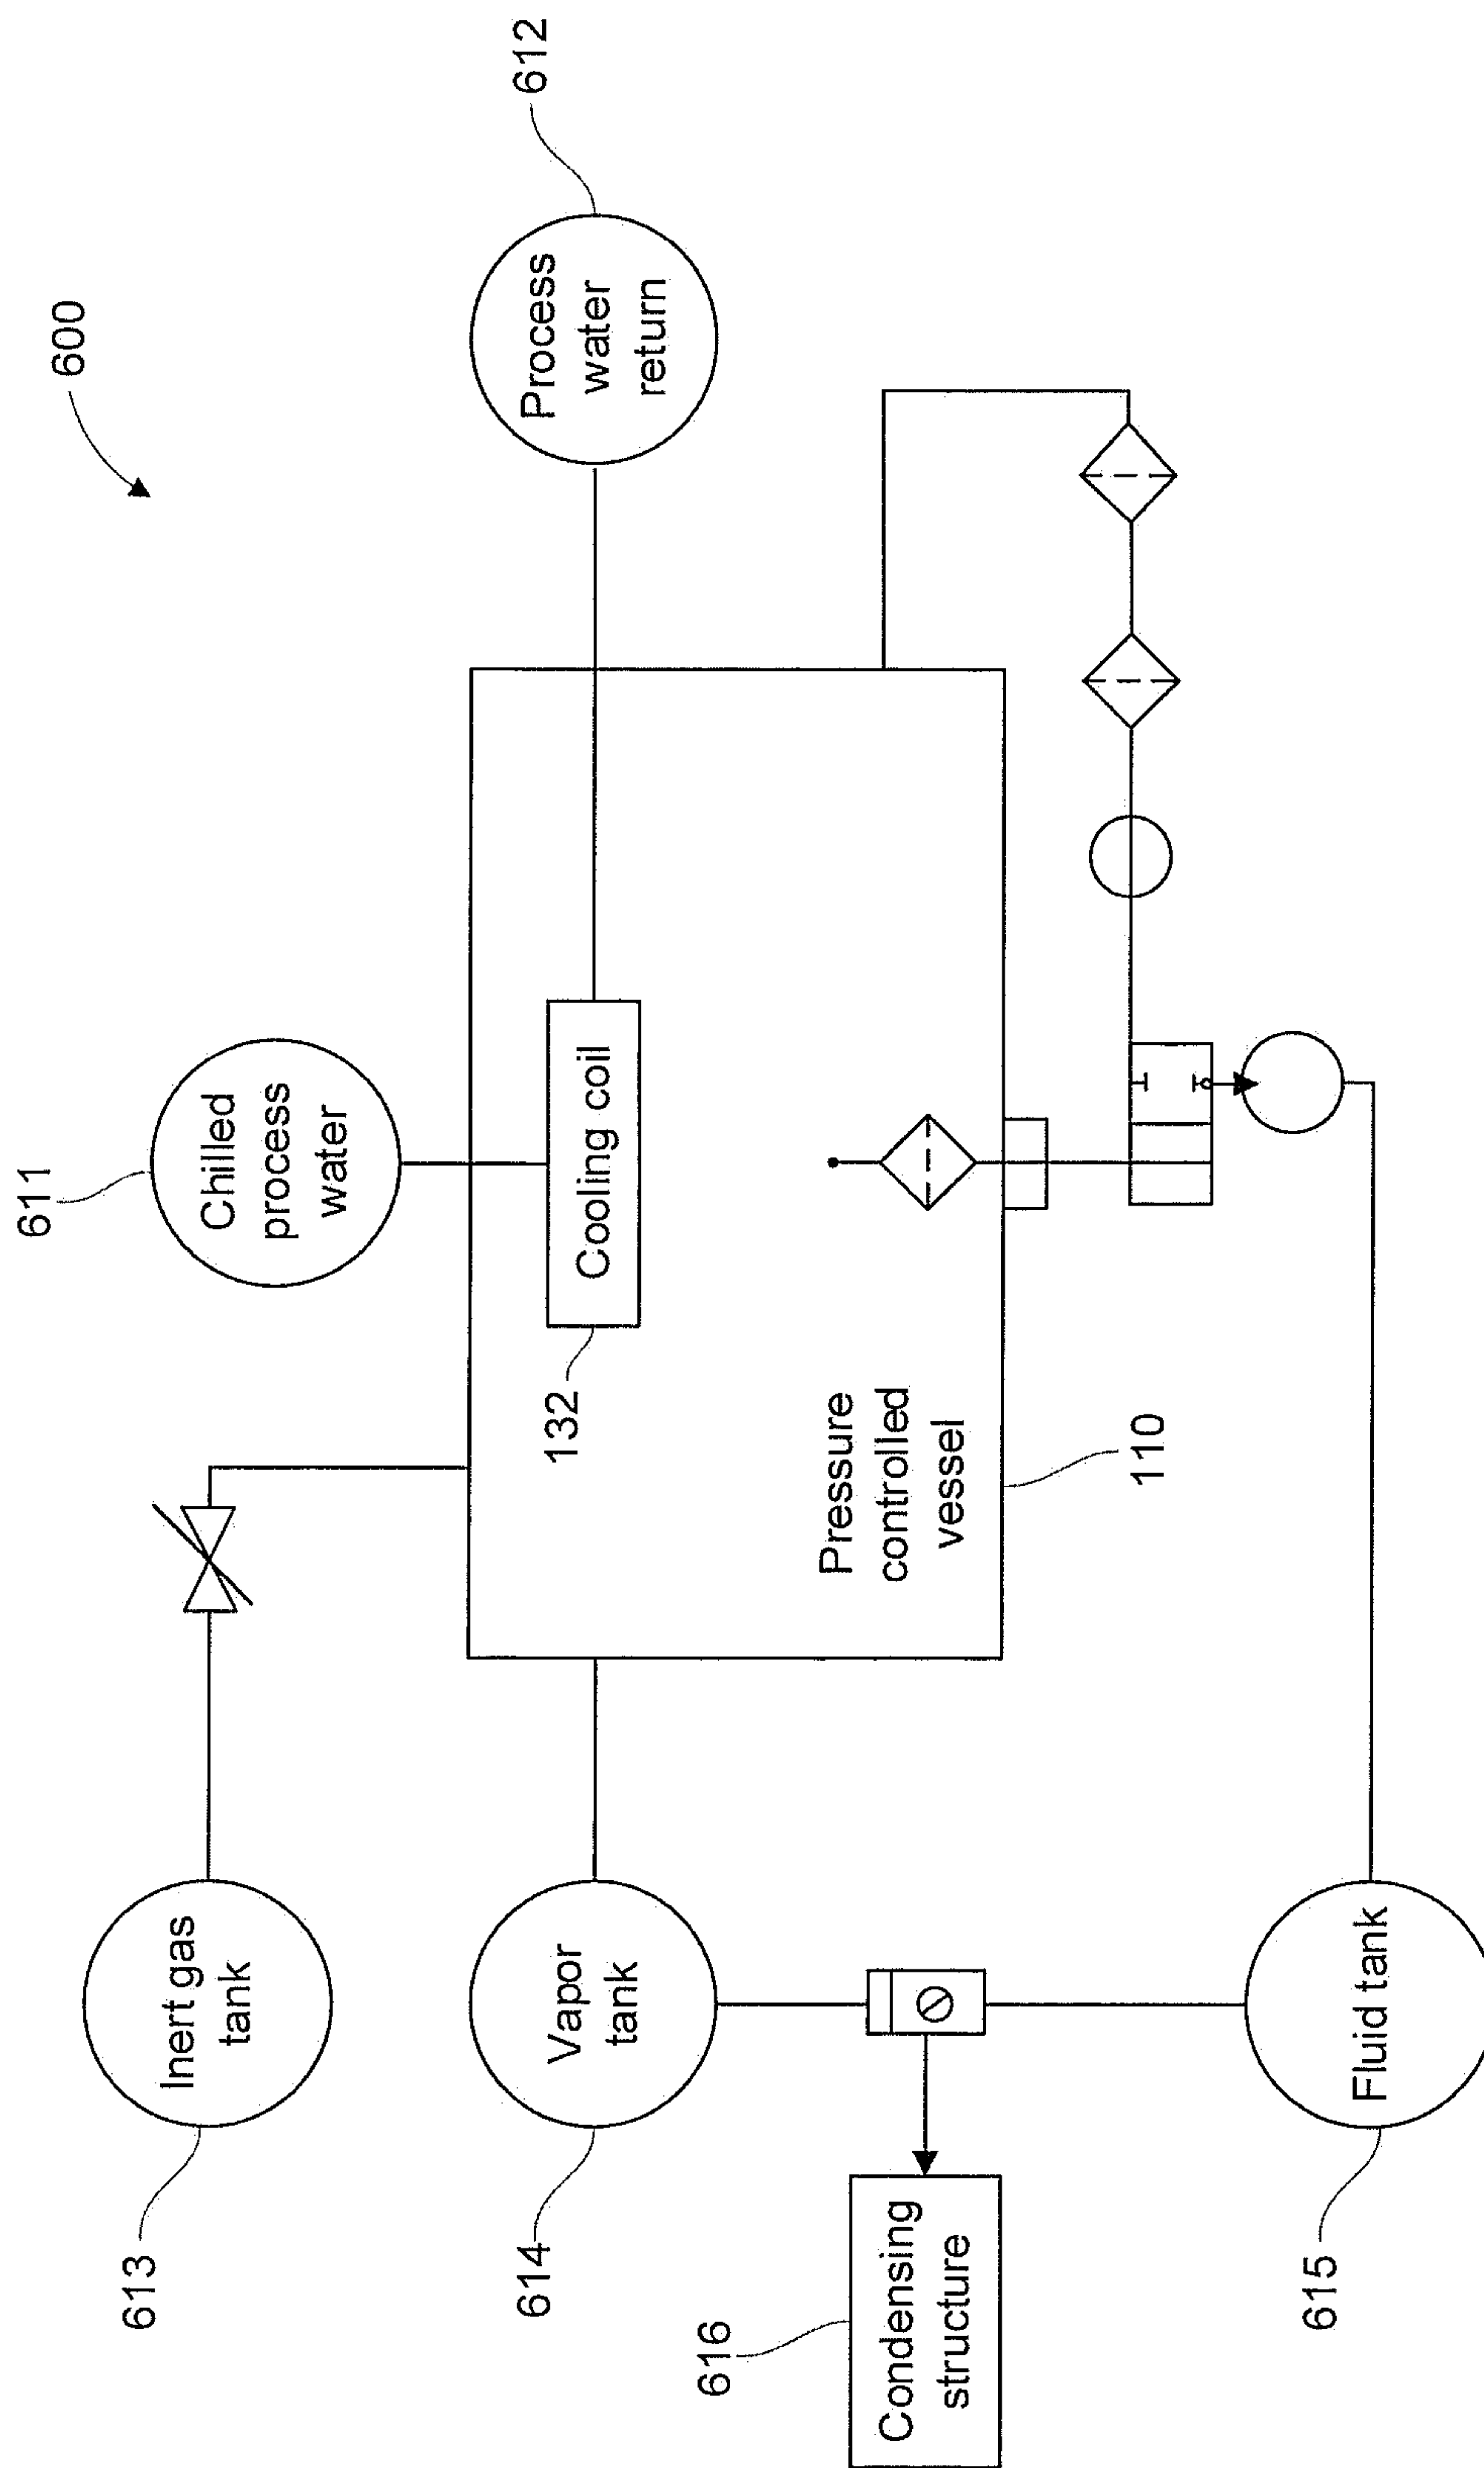 600
611
Chilled
process
water
612
Process
water
return
613
Inert gas
tank
132
Cooling coil
614
Vapor
tank
Pressure
controlled
vessel
110
616
Condensing
structure
615
Fluid tank